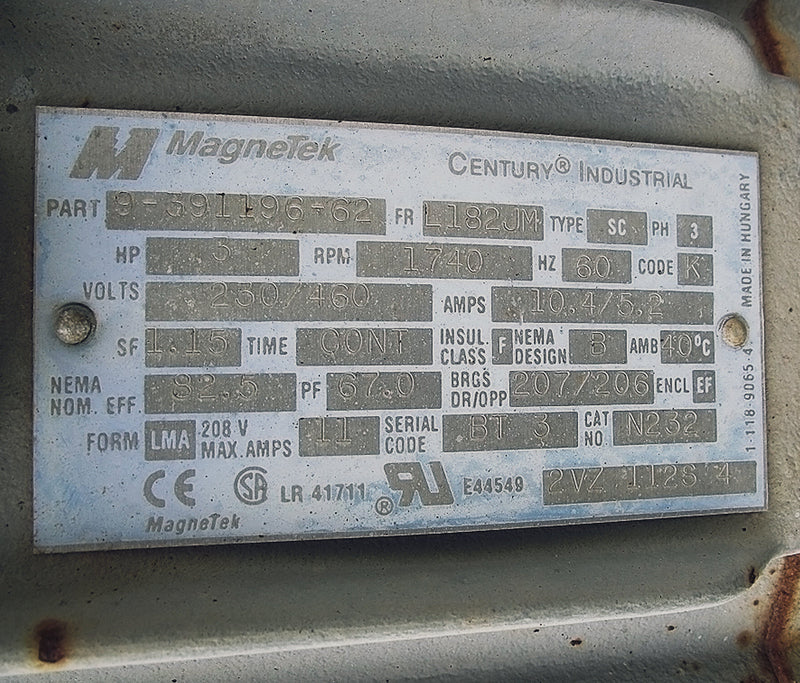 MagneTek
CENTURY® INDUSTRIAL
PART 9-391196-62 FR L182JM TYPE SC PH 3
HP 3 RPM 1740 HZ 60 CODE K
VOLTS 230/460 AMPS 10.4/5.2
SF 1.15 TIME CONT INSUL. CLASS F NEMA DESIGN B AMB 40°C
NEMA NOM. EFF. 82.5 PF 67.0 BRGS DR/OPP 207/206 ENCL EF
FORM LMA 208 V MAX. AMPS 11 SERIAL CODE BT 3 CAT NO N232
CE SA LR 41711 ® RU E44549 2VZ 112S 4
MagneTek
1-118-9065-4 MADE IN HUNGARY